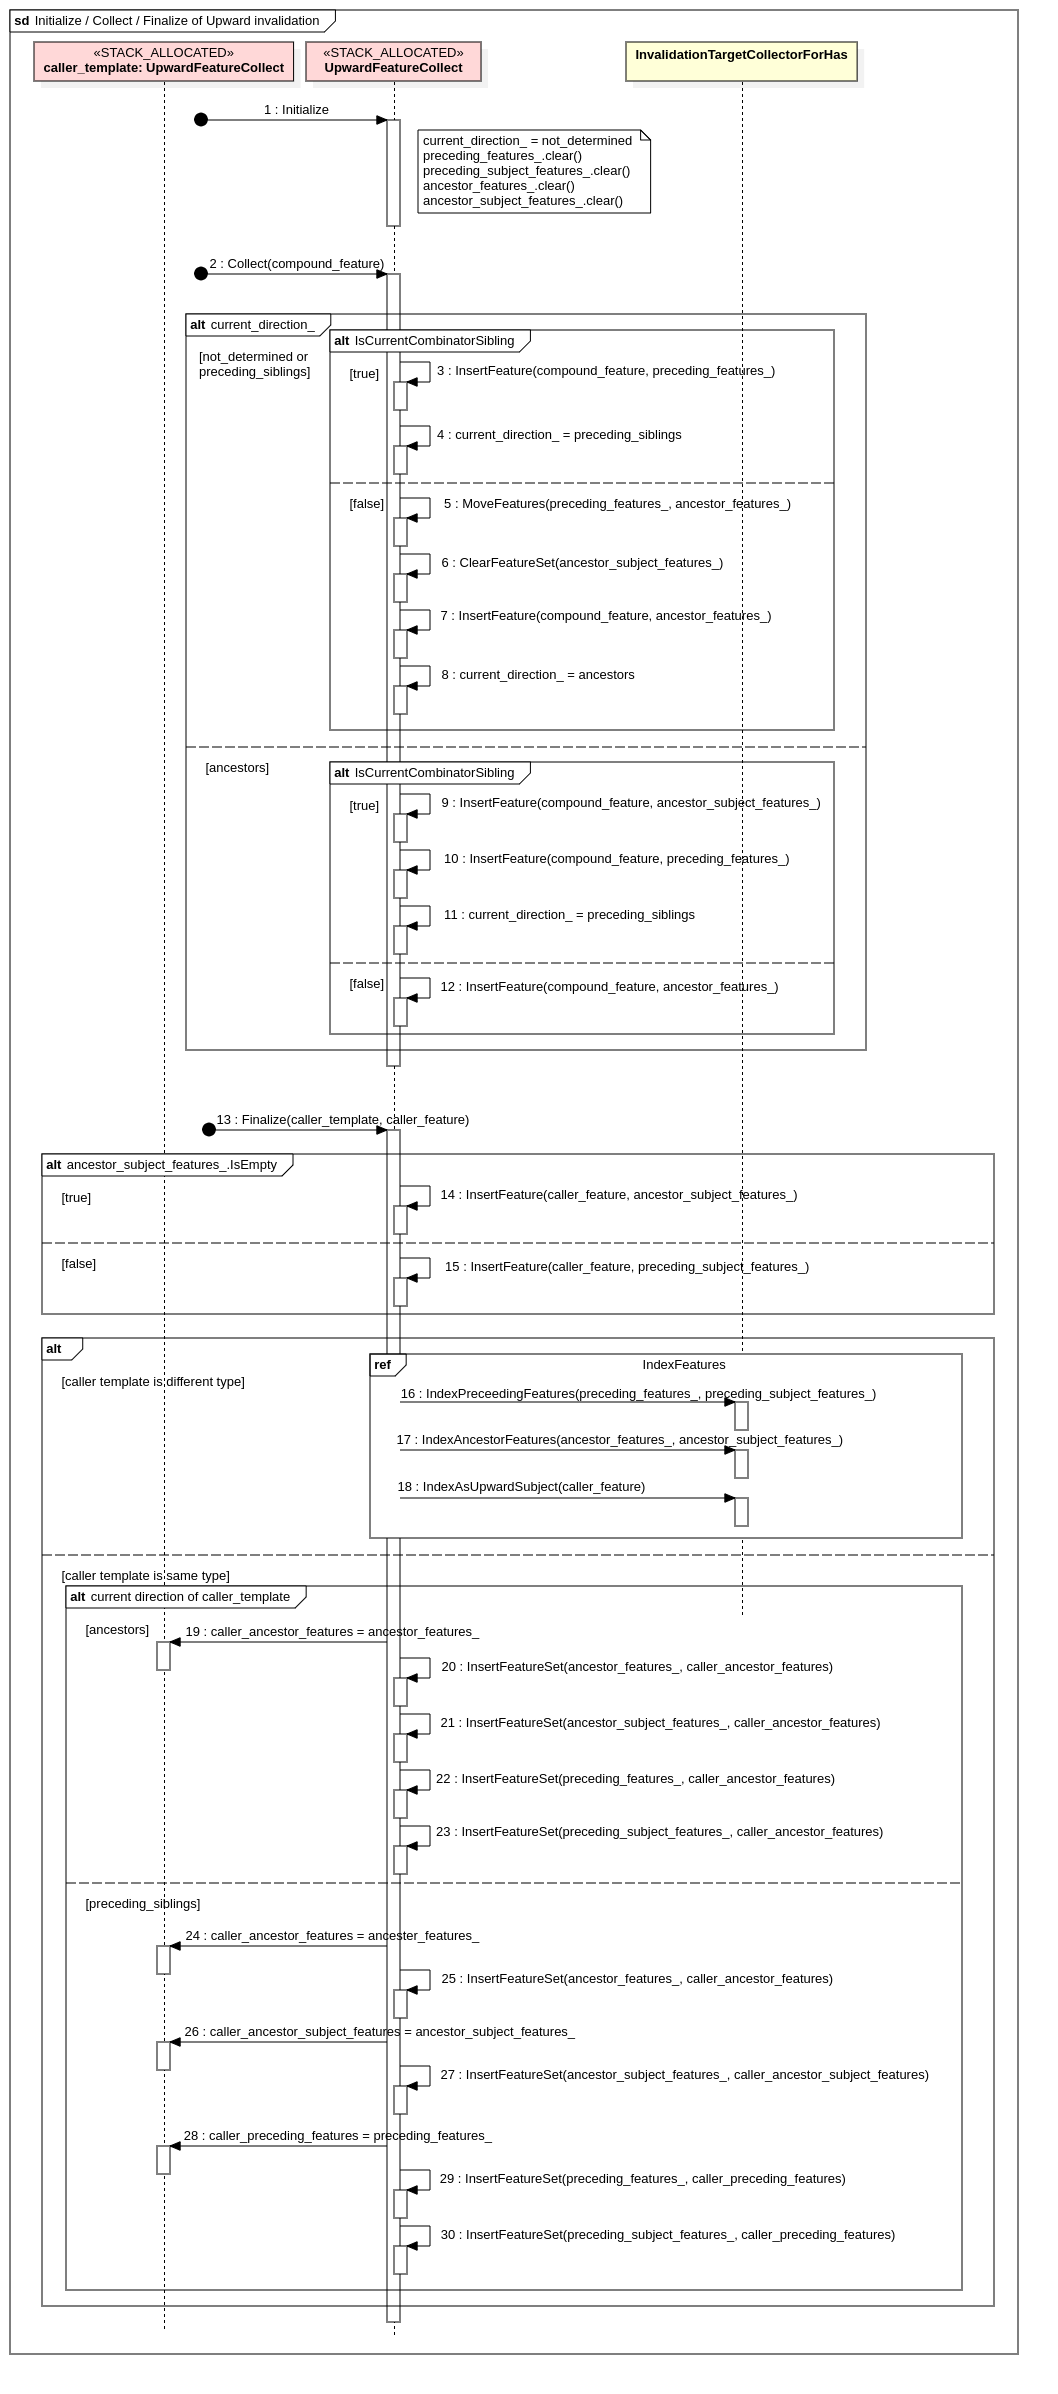 sd Initialize / Collect / Finalize of Upward invalidation
«STACK_ALLOCATED»
caller_template: UpwardFeatureCollect
«STACK_ALLOCATED»
UpwardFeatureCollect
InvalidationTargetCollectorForHas
1 : Initialize
current_direction_ = not_determined
preceding_features_.clear()
preceding_subject_features_.clear()
ancestor_features_.clear()
ancestor_subject_features_.clear()
2 : Collect(compound_feature)
alt current_direction_
[not_determined or
preceding_siblings]
alt IsCurrentCombinatorSibling
[true]
3 : InsertFeature(compound_feature, preceding_features_)
4 : current_direction_ = preceding_siblings
[false]
5 : MoveFeatures(preceding_features_, ancestor_features_)
6 : ClearFeatureSet(ancestor_subject_features_)
7 : InsertFeature(compound_feature, ancestor_features_)
8 : current_direction_ = ancestors
[ancestors]
alt IsCurrentCombinatorSibling
[true]
9 : InsertFeature(compound_feature, ancestor_subject_features_)
10 : InsertFeature(compound_feature, preceding_features_)
11 : current_direction_ = preceding_siblings
[false]
12 : InsertFeature(compound_feature, ancestor_features_)
13 : Finalize(caller_template, caller_feature)
alt ancestor_subject_features_.IsEmpty
[true]
14 : InsertFeature(caller_feature, ancestor_subject_features_)
[false]
15 : InsertFeature(caller_feature, preceding_subject_features_)
alt
[caller template is different type]
ref IndexFeatures
16 : IndexPreceedingFeatures(preceding_features_, preceding_subject_features_)
17 : IndexAncestorFeatures(ancestor_features_, ancestor_subject_features_)
18 : IndexAsUpwardSubject(caller_feature)
[caller template is same type]
alt current direction of caller_template
[ancestors]
19 : caller_ancestor_features = ancestor_features_
20 : InsertFeatureSet(ancestor_features_, caller_ancestor_features)
21 : InsertFeatureSet(ancestor_subject_features_, caller_ancestor_features)
22 : InsertFeatureSet(preceding_features_, caller_ancestor_features)
23 : InsertFeatureSet(preceding_subject_features_, caller_ancestor_features)
[preceding_siblings]
24 : caller_ancestor_features = ancester_features_
25 : InsertFeatureSet(ancestor_features_, caller_ancestor_features)
26 : caller_ancestor_subject_features = ancestor_subject_features_
27 : InsertFeatureSet(ancestor_subject_features_, caller_ancestor_subject_features)
28 : caller_preceding_features = preceding_features_
29 : InsertFeatureSet(preceding_features_, caller_preceding_features)
30 : InsertFeatureSet(preceding_subject_features_, caller_preceding_features)